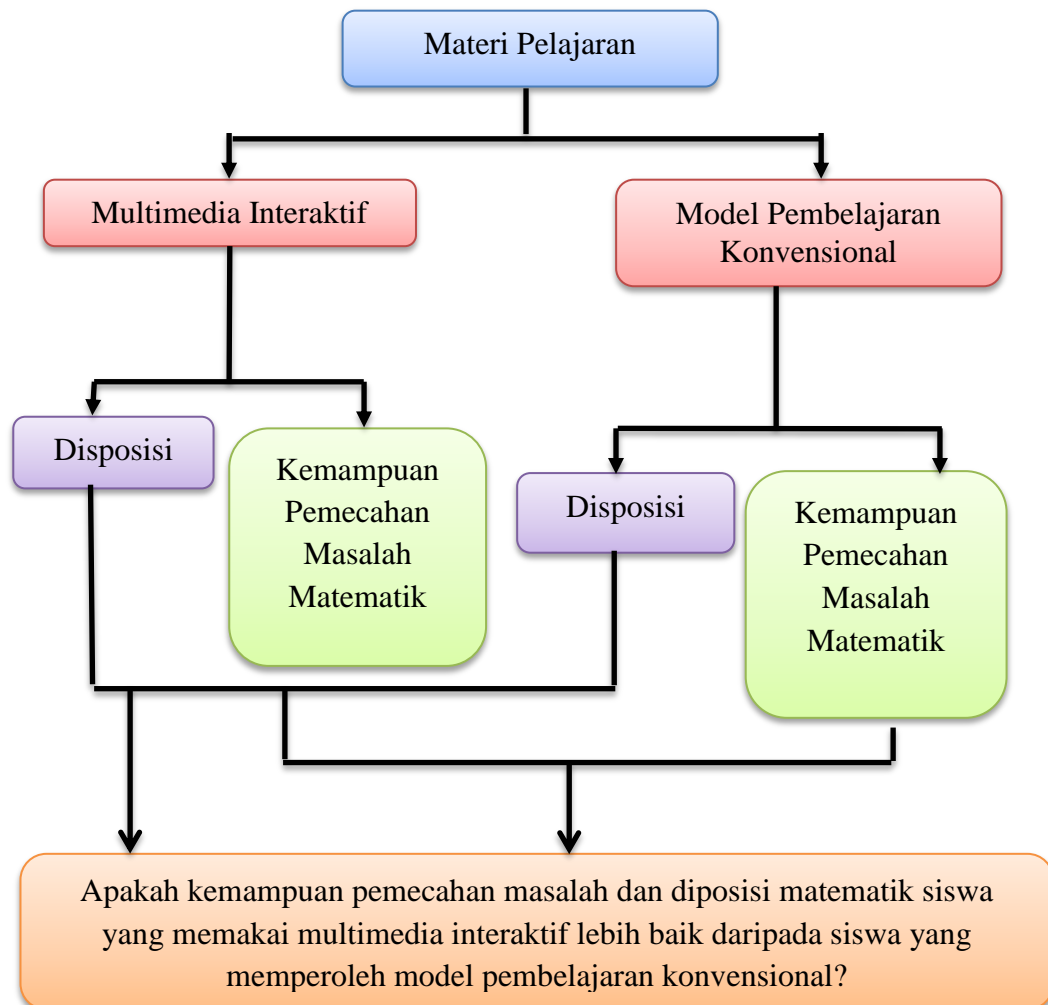 Materi Pelajaran
Multimedia Interaktif
Model Pembelajaran
Konvensional
Disposisi
Kemampuan
Pemecahan
Masalah
Matematik
Disposisi
Kemampuan
Pemecahan
Masalah
Matematik
Apakah kemampuan pemecahan masalah dan diposisi matematik siswa
yang memakai multimedia interaktif lebih baik daripada siswa yang
memperoleh model pembelajaran konvensional?